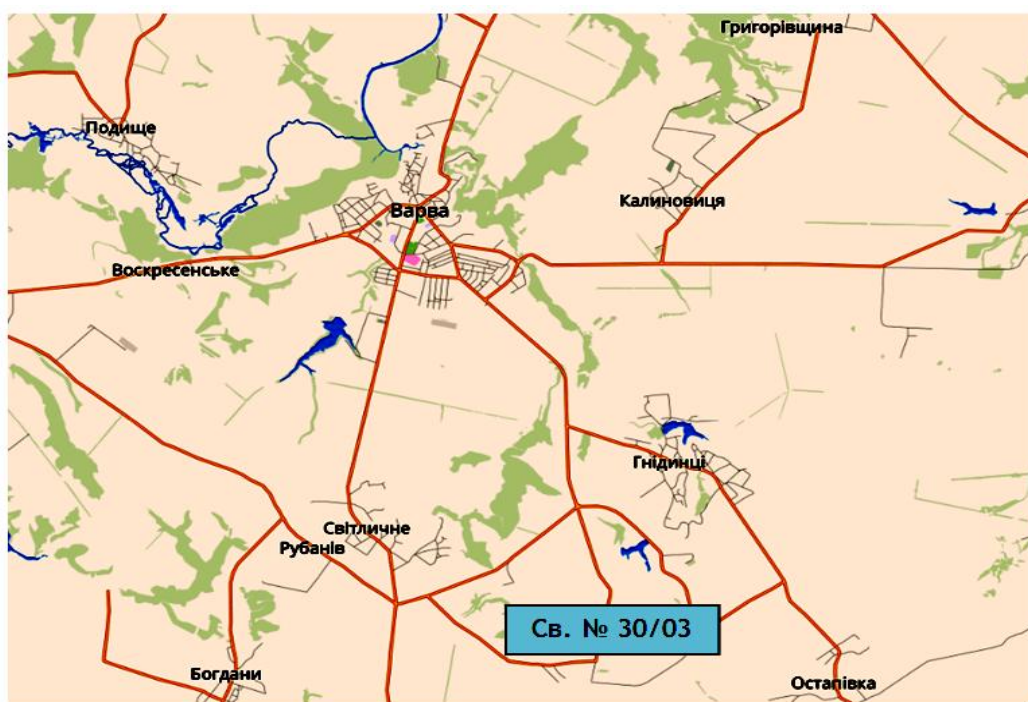 Григорівщина
Подище
Калиновиця
Варва
Воскресенське
Гнідинці
Світличне
Рубанів
Св. № 30/03
Богдани
Остапівка